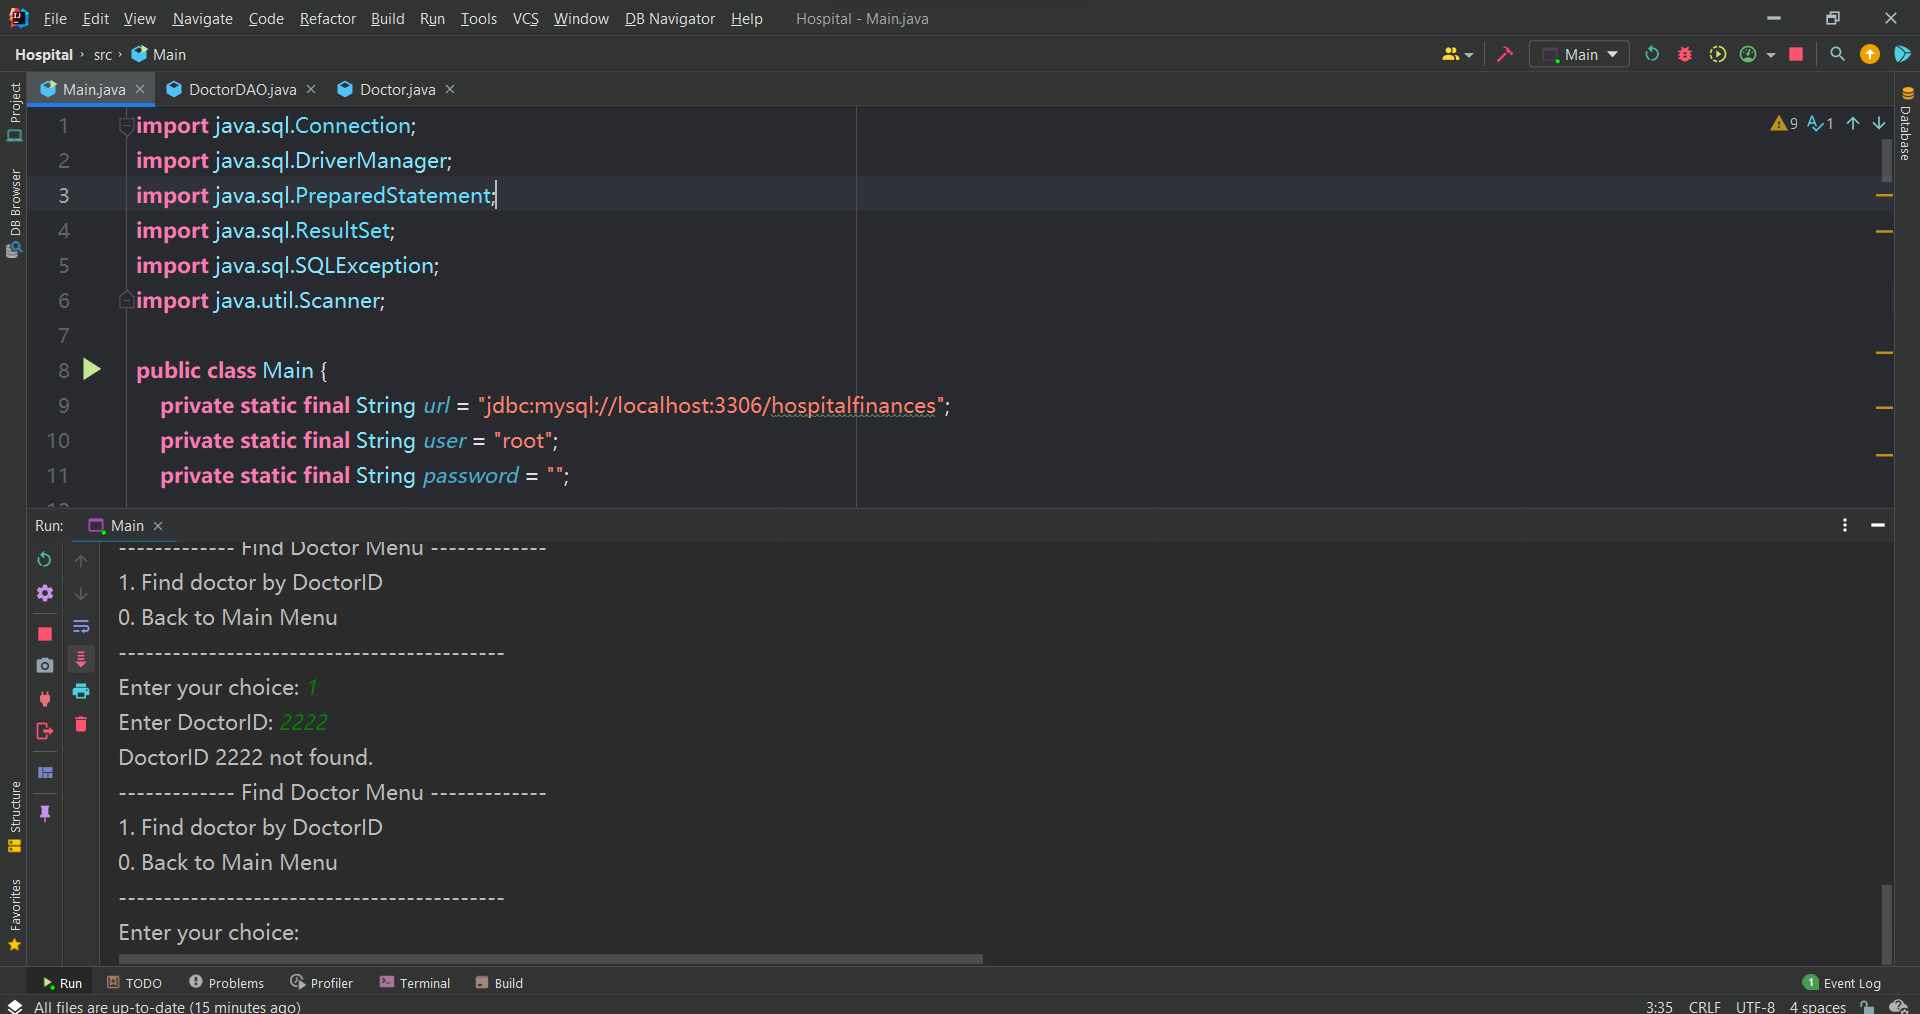 File Edit View Navigate Code Refactor Build Run Tools VCS Window DB Navigator Help Hospital - Main.java
Hospital › src › Main
Main
Main.java DoctorDAO.java Doctor.java
Project
DB Browser
Structure
Favorites
Database
9 1
1 import java.sql.Connection;
2 import java.sql.DriverManager;
3 import java.sql.PreparedStatement;
4 import java.sql.ResultSet;
5 import java.sql.SQLException;
6 import java.util.Scanner;
7
8 public class Main {
9 private static final String url = "jdbc:mysql://localhost:3306/hospitalfinances";
10 private static final String user = "root";
11 private static final String password = "";
Run: Main
------------- Find Doctor Menu -------------
1. Find doctor by DoctorID
0. Back to Main Menu
-------------------------------------------
Enter your choice: 1
Enter DoctorID: 2222
DoctorID 2222 not found.
------------- Find Doctor Menu -------------
1. Find doctor by DoctorID
0. Back to Main Menu
-------------------------------------------
Enter your choice:
Run TODO Problems Profiler Terminal Build 1 Event Log
All files are up-to-date (15 minutes ago) 3:35 CRLF UTF-8 4 spaces